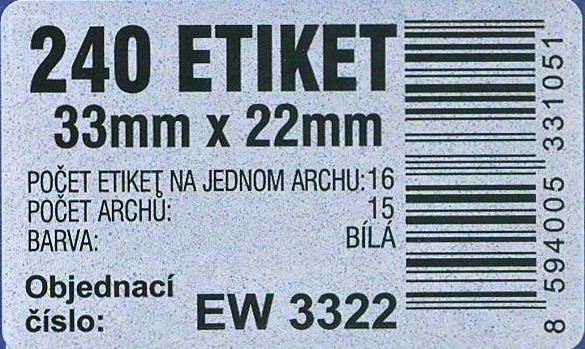 240 ETIKET
33mm x 22mm
POČET ETIKET NA JEDNOM ARCHU:16
POČET ARCHŮ: 15
BARVA: BÍLÁ
Objednací
číslo: EW 3322
8 594005 331051